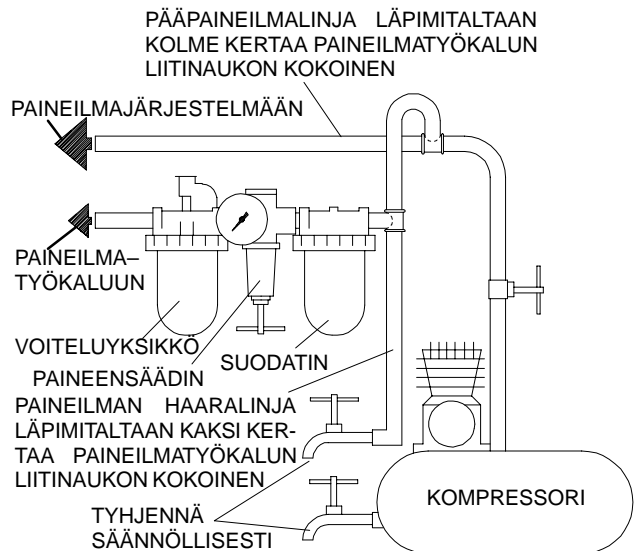 PÄÄPAINEILMALINJA LÄPIMITALTAAN
KOLME KERTAA PAINEILMATYÖKALUN
LIITINAUKON KOKOINEN
PAINEILMAJÄRJESTELMÄÄN
PAINEILMA–
TYÖKALUUN
VOITELUYKSIKKÖ
SUODATIN
PAINEENSÄÄDIN
PAINEILMAN HAARALINJA
LÄPIMITALTAAN KAKSI KER-
TAA PAINEILMATYÖKALUN
LIITINAUKON KOKOINEN
KOMPRESSORI
TYHJENNÄ
SÄÄNNÖLLISESTI